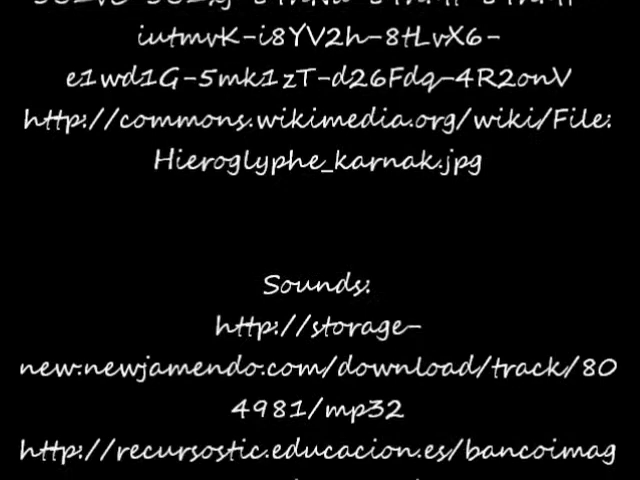 iutmvK-i8YV2h-8tLvX6-
e1wd1G-5mk1zT-d26Fdq-4R2onV
http://commons.wikimedia.org/wiki/File:
Hieroglyphe_karnak.jpg
Sounds:
http://storage-
new.newjamendo.com/download/track/80
4981/mp32
http://recursostic.educacion.es/bancoimag